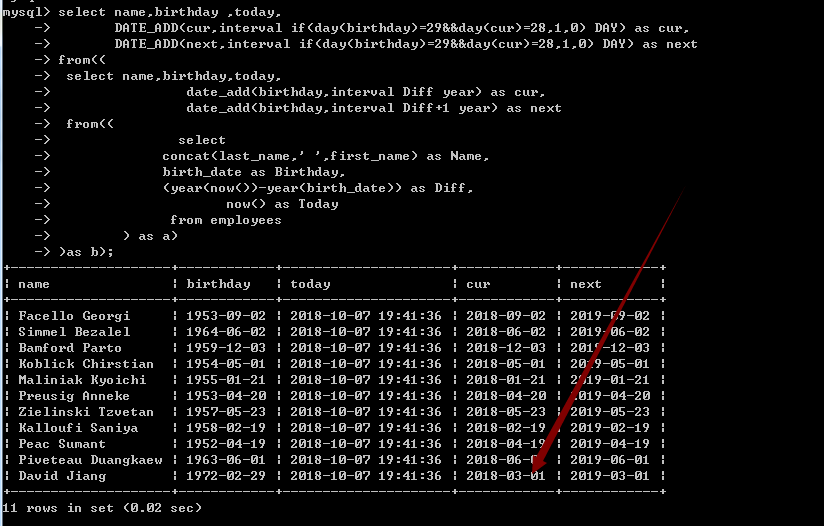 mysql> select name,birthday ,today,
    ->        DATE_ADD(cur,interval if(day(birthday)=29&&day(cur)=28,1,0) DAY) as cur,
    ->        DATE_ADD(next,interval if(day(birthday)=29&&day(cur)=28,1,0) DAY) as next
    -> from((
    ->  select name,birthday,today,
    ->                date_add(birthday,interval Diff year) as cur,
    ->                date_add(birthday,interval Diff+1 year) as next
    ->  from((
    ->               select
    ->             concat(last_name,' ',first_name) as Name,
    ->             birth_date as Birthday,
    ->             (year(now())-year(birth_date)) as Diff,
    ->                     now() as Today
    ->              from employees
    ->        ) as a)
    -> )as b);
| name | birthday | today | cur | next |
| Facello Georgi | 1953-09-02 | 2018-10-07 19:41:36 | 2018-09-02 | 2019-09-02 |
| Simmel Bezalel | 1964-06-02 | 2018-10-07 19:41:36 | 2018-06-02 | 2019-06-02 |
| Bamford Parto | 1959-12-03 | 2018-10-07 19:41:36 | 2018-12-03 | 2019-12-03 |
| Koblick Chirstian | 1954-05-01 | 2018-10-07 19:41:36 | 2018-05-01 | 2019-05-01 |
| Maliniak Kyoichi | 1955-01-21 | 2018-10-07 19:41:36 | 2018-01-21 | 2019-01-21 |
| Preusig Anneke | 1953-04-20 | 2018-10-07 19:41:36 | 2018-04-20 | 2019-04-20 |
| Zielinski Tzvetan | 1957-05-23 | 2018-10-07 19:41:36 | 2018-05-23 | 2019-05-23 |
| Kalloufi Saniya | 1958-02-19 | 2018-10-07 19:41:36 | 2018-02-19 | 2019-02-19 |
| Peac Sumant | 1952-04-19 | 2018-10-07 19:41:36 | 2018-04-19 | 2019-04-19 |
| Piveteau Duangkaew | 1963-06-01 | 2018-10-07 19:41:36 | 2018-06-01 | 2019-06-01 |
| David Jiang | 1972-02-29 | 2018-10-07 19:41:36 | 2018-03-01 | 2019-03-01 |
11 rows in set (0.02 sec)